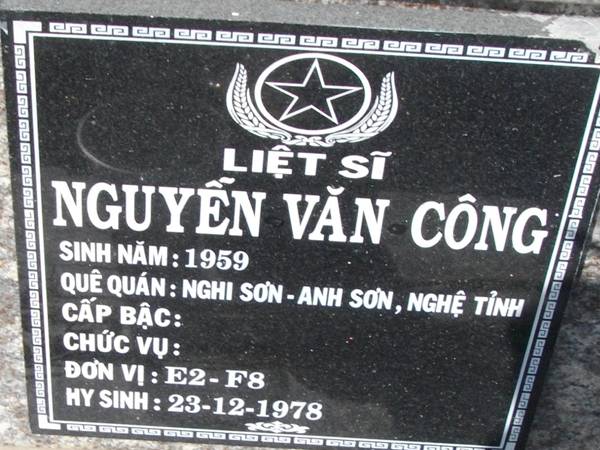 LIỆT SĨ
NGUYỄN VĂN CÔNG
SINH NĂM : 1959
QUÊ QUÁN : NGHI SƠN - ANH SƠN, NGHỆ TỈNH
CẤP BẬC :
CHỨC VỤ :
ĐƠN VỊ : E2 - F8
HY SINH : 23-12-1978